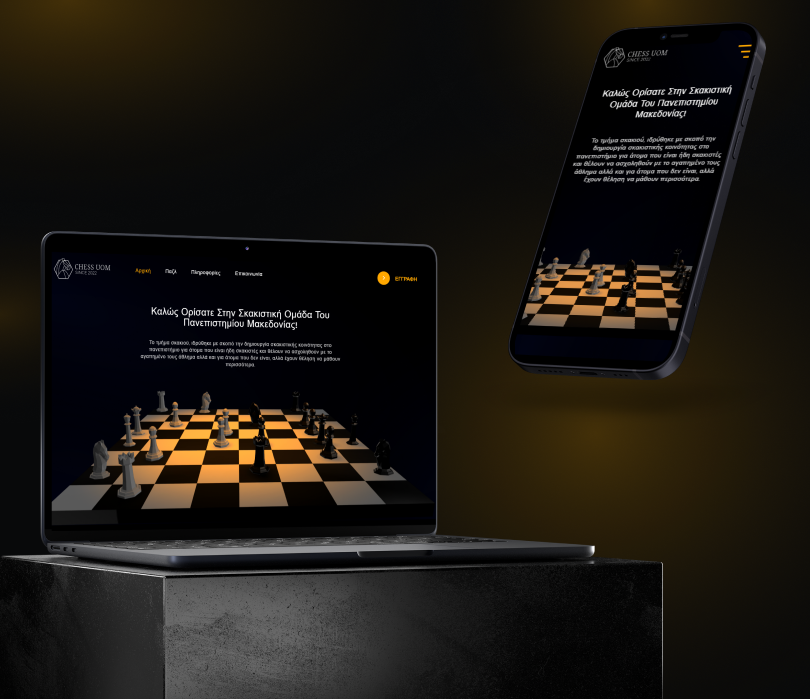 CHESS UOM
SINCE 2022
Αρχική
Παζλ
Πληροφορίες
Επικοινωνία
ΕΓΓΡΑΦΗ
Καλώς Ορίσατε Στην Σκακιστική Ομάδα Του
Πανεπιστημίου Μακεδονίας!
Το τμήμα σκακιού, ιδρύθηκε με σκοπό την δημιουργία σκακιστικής κοινότητας στο
πανεπιστήμιο για άτομα που είναι ήδη σκακιστές και θέλουν να ασχοληθούν με το
αγαπημένο τους άθλημα αλλά και για άτομα που δεν είναι, αλλά έχουν θέληση να μάθουν
περισσότερα.
CHESS UOM
SINCE 2022
Καλώς Ορίσατε Στην Σκακιστική
Ομάδα Του Πανεπιστημίου
Μακεδονίας!
Το τμήμα σκακιού, ιδρύθηκε με σκοπό την
δημιουργία σκακιστικής κοινότητας στο
πανεπιστήμιο για άτομα που είναι ήδη σκακιστές
και θέλουν να ασχοληθούν με το αγαπημένο τους
άθλημα αλλά και για άτομα που δεν είναι, αλλά
έχουν θέληση να μάθουν περισσότερα.